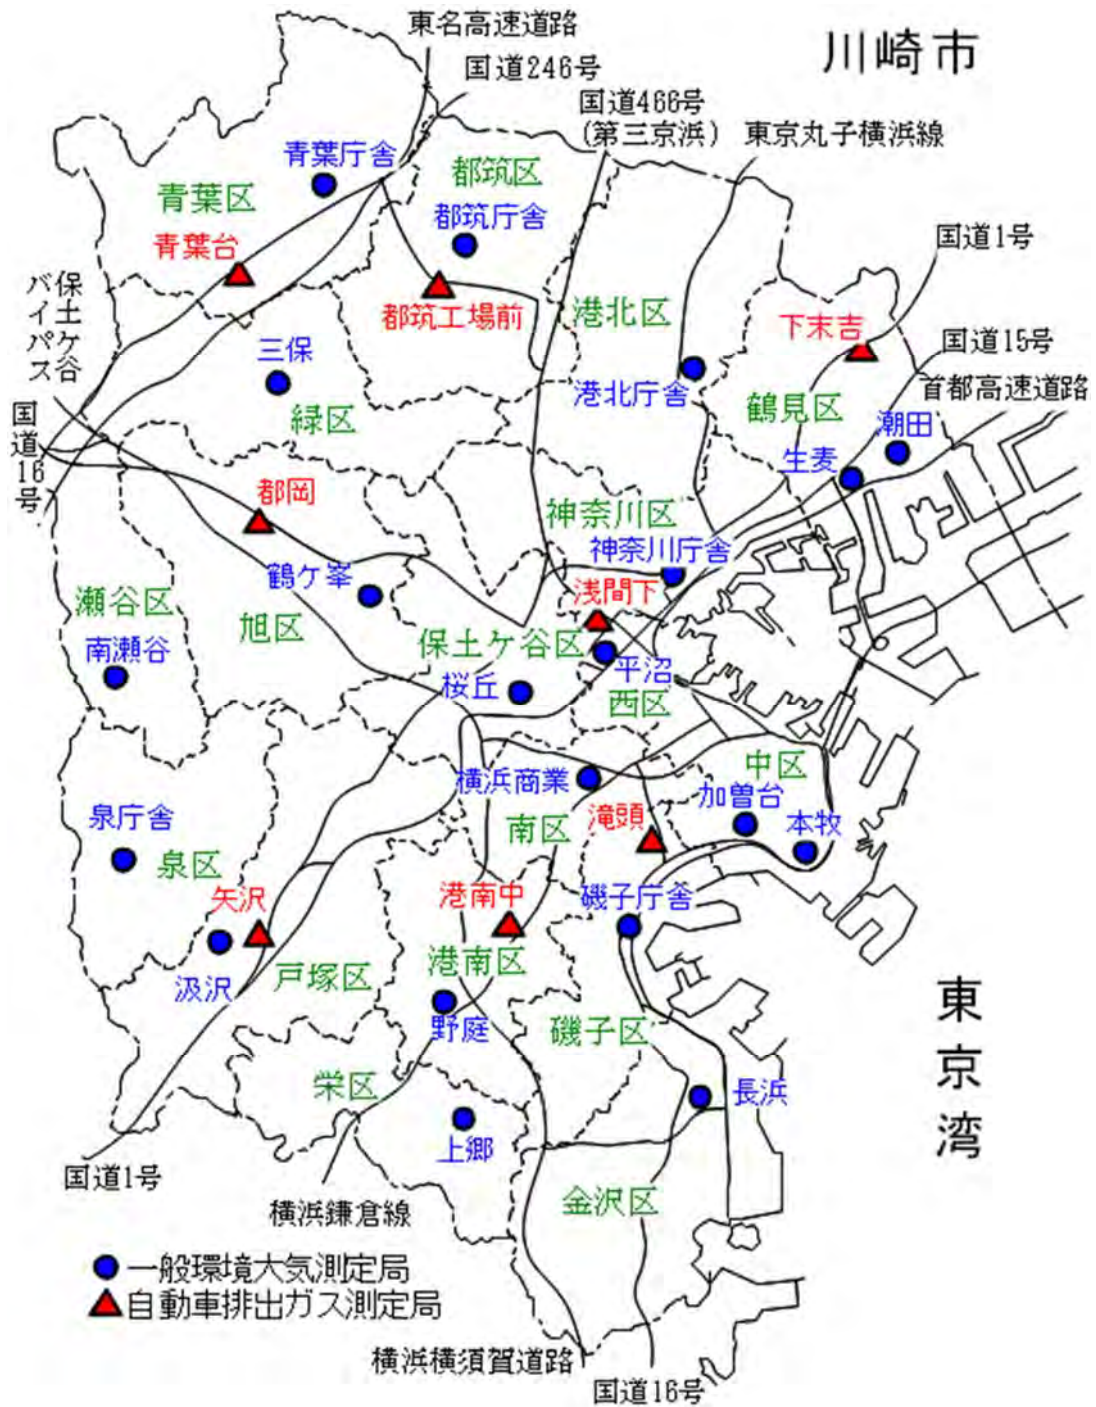 東名高速道路
川崎市
国道246号
国道466号
(第三京浜)
東京丸子横浜線
青葉庁舎
都筑区
青葉区
都筑庁舎
国道1号
青葉台
保土ケ谷
バイパス
都筑工場前
港北区
下末吉
国道15号
三保
港北庁舎
首都高速道路
緑区
鶴見区
潮田
国道16号
生麦
都岡
神奈川区
神奈川庁舎
鶴ケ峯
浅間下
瀬谷区
旭区
保土ケ谷区
南瀬谷
平沼
桜丘
西区
中区
横浜商業
加曽台
泉庁舎
南区
滝頭
本牧
泉区
矢沢
港南中
磯子庁舎
港南区
戸塚区
汲沢
東京湾
野庭
磯子区
栄区
長浜
上郷
国道1号
金沢区
横浜鎌倉線
一般環境大気測定局
自動車排出ガス測定局
横浜横須賀道路
国道16号